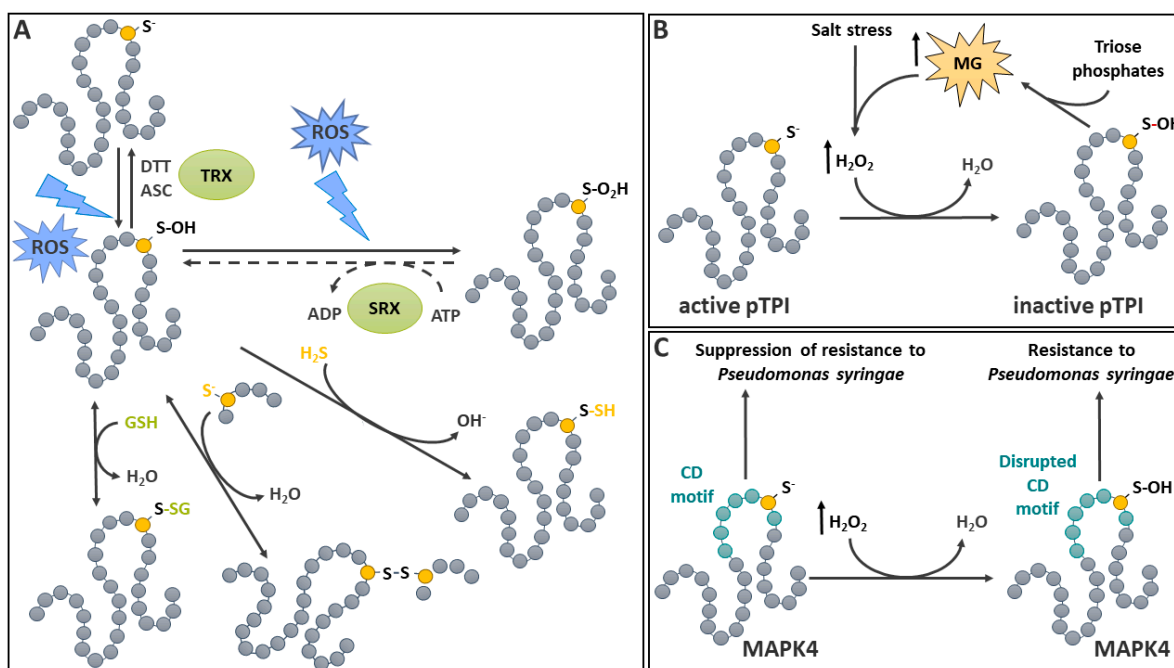 A
S⁻
DTT
ASC
TRX
ROS
ROS
S-OH
S-O₂H
ADP
SRX
ATP
H₂S
S⁻
GSH
H₂O
H₂O
OH⁻
S-SH
S-SG
S-S
B
Salt stress
MG
Triose
phosphates
S⁻
H₂O₂
H₂O
S-OH
active pTPI
inactive pTPI
C
Suppression of resistance to
Pseudomonas syringae
Resistance to
Pseudomonas syringae
CD
motif
S⁻
H₂O₂
H₂O
Disrupted
CD
motif
S-OH
MAPK4
MAPK4